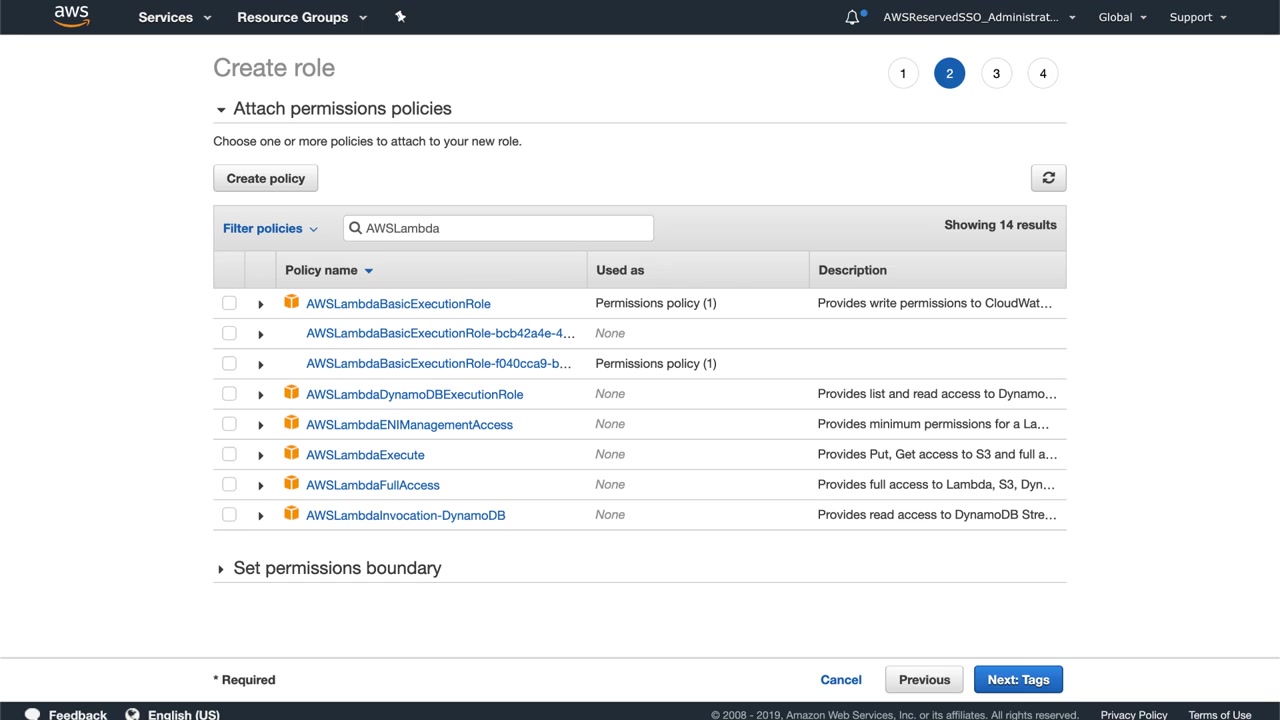 aws Services Resource Groups AWSReservedSSO_Administrat... Global Support
Create role 1 2 3 4
Attach permissions policies
Choose one or more policies to attach to your new role.
Create policy
Filter policies AWSLambda Showing 14 results
Policy name Used as Description
AWSLambdaBasicExecutionRole Permissions policy (1) Provides write permissions to CloudWat...
AWSLambdaBasicExecutionRole-bcb42a4e-4... None
AWSLambdaBasicExecutionRole-f040cca9-b... Permissions policy (1)
AWSLambdaDynamoDBExecutionRole None Provides list and read access to Dynamo...
AWSLambdaENIManagementAccess None Provides minimum permissions for a La...
AWSLambdaExecute None Provides Put, Get access to S3 and full a...
AWSLambdaFullAccess None Provides full access to Lambda, S3, Dyn...
AWSLambdaInvocation-DynamoDB None Provides read access to DynamoDB Stre...
Set permissions boundary
* Required Cancel Previous Next: Tags
Feedback English (US) © 2008 - 2019, Amazon Web Services, Inc. or its affiliates. All rights reserved. Privacy Policy Terms of Use